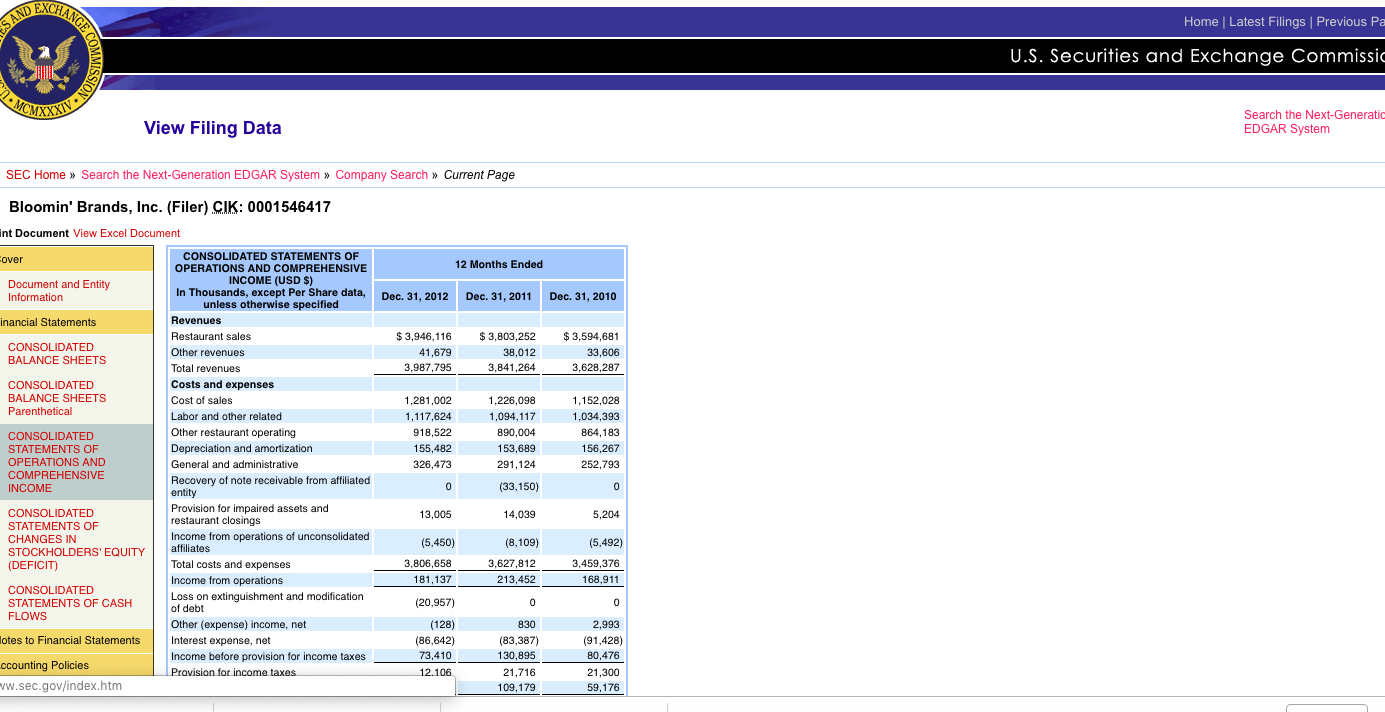 Home | Latest Filings | Previous Pa
U.S. Securities and Exchange Commissio
AND EXCHANGE COMMISSION
MCMXXXIV
View Filing Data
Search the Next-Generatio
EDGAR System
SEC Home » Search the Next-Generation EDGAR System » Company Search » Current Page
Bloomin' Brands, Inc. (Filer) CIK: 0001546417
int Document View Excel Document
over
Document and Entity
Information
inancial Statements
CONSOLIDATED
BALANCE SHEETS
CONSOLIDATED
BALANCE SHEETS
Parenthetical
CONSOLIDATED
STATEMENTS OF
OPERATIONS AND
COMPREHENSIVE
INCOME
CONSOLIDATED
STATEMENTS OF
CHANGES IN
STOCKHOLDERS' EQUITY
(DEFICIT)
CONSOLIDATED
STATEMENTS OF CASH
FLOWS
otes to Financial Statements
ccounting Policies
CONSOLIDATED STATEMENTS OF
OPERATIONS AND COMPREHENSIVE
INCOME (USD $)
In Thousands, except Per Share data,
unless otherwise specified
12 Months Ended
Dec. 31, 2012 Dec. 31, 2011 Dec. 31, 2010
Revenues
Restaurant sales $ 3,946,116 $ 3,803,252 $ 3,594,681
Other revenues 41,679 38,012 33,606
Total revenues 3,987,795 3,841,264 3,628,287
Costs and expenses
Cost of sales 1,281,002 1,226,098 1,152,028
Labor and other related 1,117,624 1,094,117 1,034,393
Other restaurant operating 918,522 890,004 864,183
Depreciation and amortization 155,482 153,689 156,267
General and administrative 326,473 291,124 252,793
Recovery of note receivable from affiliated
entity 0 (33,150) 0
Provision for impaired assets and
restaurant closings 13,005 14,039 5,204
Income from operations of unconsolidated
affiliates (5,450) (8,109) (5,492)
Total costs and expenses 3,806,658 3,627,812 3,459,376
Income from operations 181,137 213,452 168,911
Loss on extinguishment and modification
of debt (20,957) 0 0
Other (expense) income, net (128) 830 2,993
Interest expense, net (86,642) (83,387) (91,428)
Income before provision for income taxes 73,410 130,895 80,476
Provision for income taxes 12,106 21,716 21,300
109,179 59,176
ww.sec.gov/index.htm